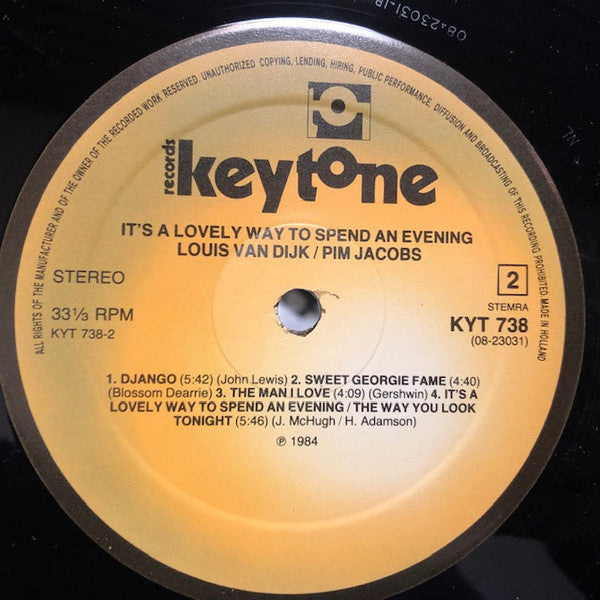 08-23031-1B
ALL RIGHTS OF THE MANUFACTURER AND OF THE OWNER OF THE RECORDED WORK RESERVED. UNAUTHORIZED COPYING, LENDING, HIRING, PUBLIC PERFORMANCE, DIFFUSION AND BROADCASTING OF THIS RECORDING PROHIBITED MADE IN HOLLAND
records
keytone
IT'S A LOVELY WAY TO SPEND AN EVENING
LOUIS VAN DIJK / PIM JACOBS
STEREO
2
33⅓ RPM
STEMRA
KYT 738-2
KYT 738
(08-23031)
1. DJANGO (5:42) (John Lewis) 2. SWEET GEORGIE FAME (4:40)
(Blossom Dearrie) 3. THE MAN I LOVE (4:09) (Gershwin) 4. IT'S A
LOVELY WAY TO SPEND AN EVENING / THE WAY YOU LOOK
TONIGHT (5:46) (J. McHugh / H. Adamson)
℗ 1984